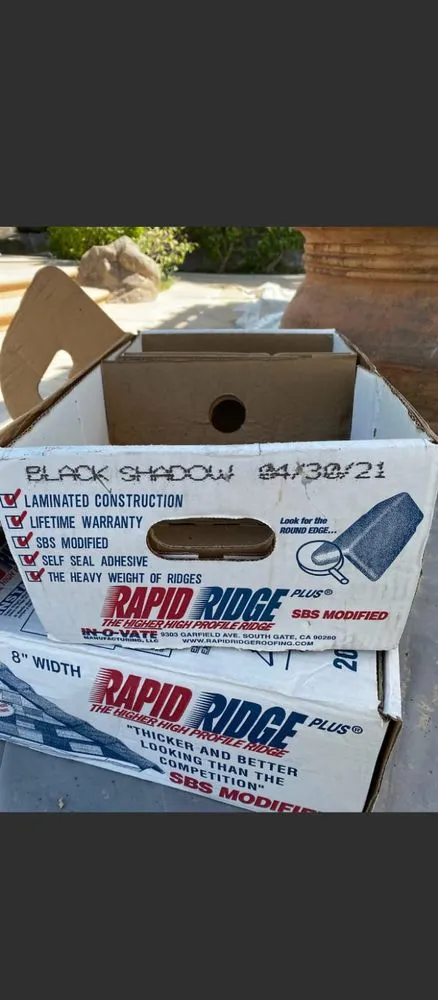 BLACK SHADOW 04/30/21
LAMINATED CONSTRUCTION
LIFETIME WARRANTY
SBS MODIFIED
SELF SEAL ADHESIVE
THE HEAVY WEIGHT OF RIDGES
Look for the
ROUND EDGE...
RAPID RIDGE PLUS®
THE HIGHER HIGH PROFILE RIDGE
SBS MODIFIED
IN-O-VATE
MANUFACTURING, LLC
9303 GARFIELD AVE. SOUTH GATE, CA 90280
WWW.RAPIDRIDGEROOFING.COM
8" WIDTH
20
RAPID RIDGE PLUS®
THE HIGHER HIGH PROFILE RIDGE
"THICKER AND BETTER
LOOKING THAN THE
COMPETITION"
SBS MODIFIE